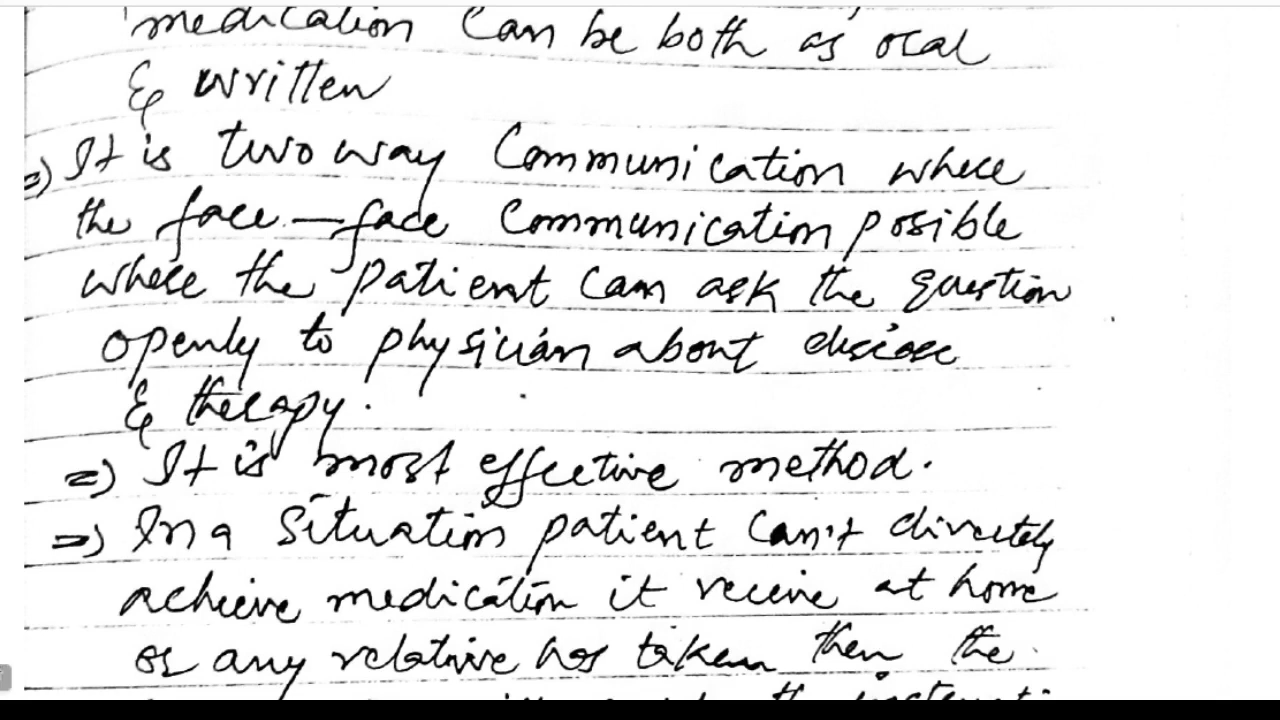 medication Can be both as oral
& written
=) It is two way Communication where
the face — face Communication posible
where the patient Can ask the question
openly to physician about disease
& therapy.
=) It is most effective method.
=) In a Situation patient Can't directely
achieve medication it receive at home
or any relative has taken then the